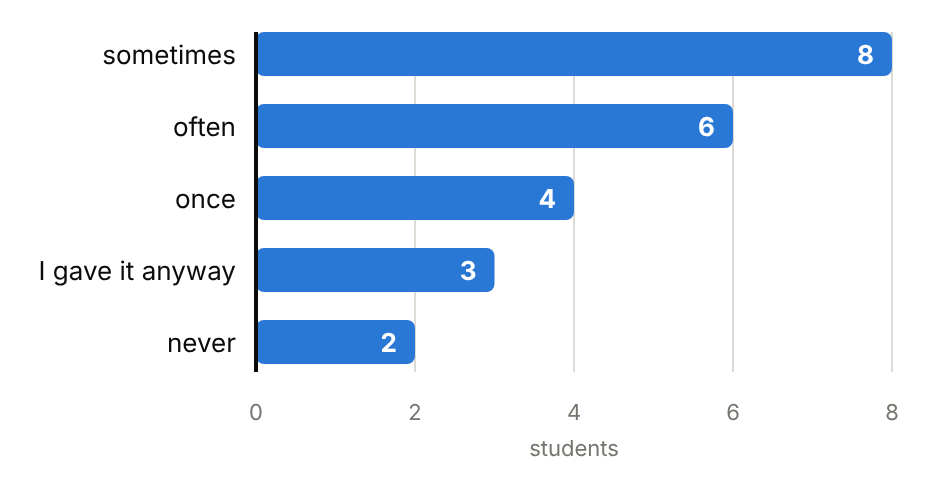 sometimes 8
often 6
once 4
I gave it anyway 3
never 2
0 2 4 6 8
students